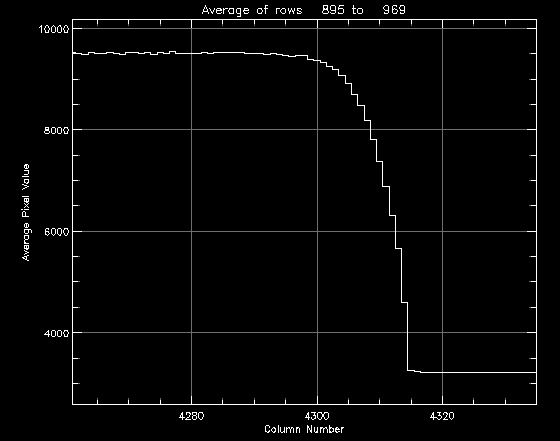 Average of rows 895 to 969
10000
8000
6000
4000
Average Pixel Value
4280 4300 4320
Column Number